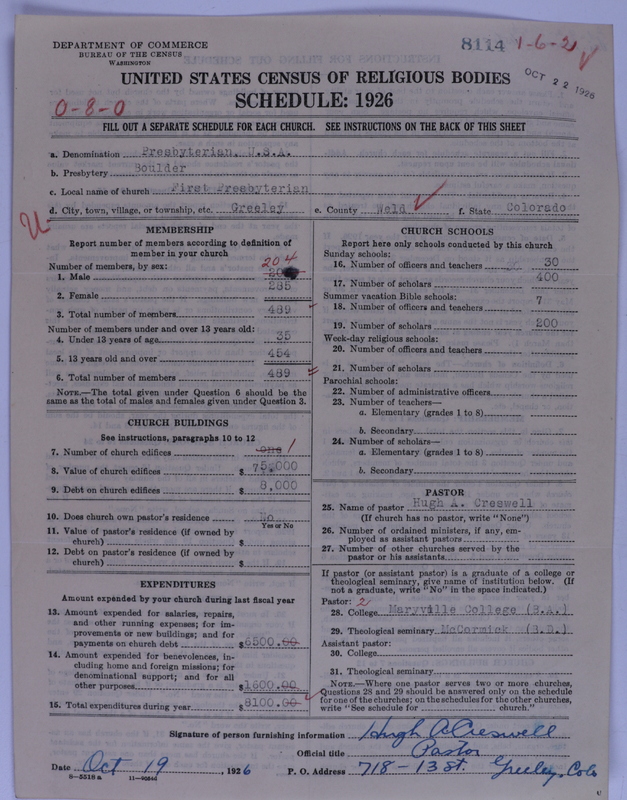 DEPARTMENT OF COMMERCE
BUREAU OF THE CENSUS
WASHINGTON
8114 1-6-2
OCT 22 1926
UNITED STATES CENSUS OF RELIGIOUS BODIES
SCHEDULE: 1926
0-8-0
FILL OUT A SEPARATE SCHEDULE FOR EACH CHURCH. SEE INSTRUCTIONS ON THE BACK OF THIS SHEET
a. Denomination Presbyterian, U.S.A.
b. Presbytery Boulder
c. Local name of church First Presbyterian
d. City, town, village, or township, etc. Greeley e. County Weld f. State Colorado
MEMBERSHIP
Report number of members according to definition of
member in your church
Number of members, by sex:
204
1. Male
2. Female 285
3. Total number of members 489
Number of members under and over 13 years old:
4. Under 13 years of age 35
5. 13 years old and over 454
6. Total number of members 489
NOTE.—The total given under Question 6 should be
same as the total of males and females given under Question 3.
CHURCH BUILDINGS
See instructions, paragraphs 10 to 12
7. Number of church edifices one 1
8. Value of church edifices $ 75,000
9. Debt on church edifices $ 8,000
10. Does church own pastor's residence No
Yes or No
11. Value of pastor's residence (if owned by
church) $
12. Debt on pastor's residence (if owned by
church) $
EXPENDITURES
Amount expended by your church during last fiscal year
13. Amount expended for salaries, repairs,
and other running expenses; for im-
provements or new buildings; and for
payments on church debt $6500.00
14. Amount expended for benevolences, in-
cluding home and foreign missions; for
denominational support; and for all
other purposes $1600.00
15. Total expenditures during year $8100.00
CHURCH SCHOOLS
Report here only schools conducted by this church
Sunday schools:
16. Number of officers and teachers 30
17. Number of scholars 400
Summer vacation Bible schools:
18. Number of officers and teachers 7
19. Number of scholars 200
Week-day religious schools:
20. Number of officers and teachers
21. Number of scholars
Parochial schools:
22. Number of administrative officers
23. Number of teachers—
a. Elementary (grades 1 to 8)
b. Secondary
24. Number of scholars—
a. Elementary (grades 1 to 8)
b. Secondary
PASTOR
25. Name of pastor Hugh A. Creswell
(If church has no pastor, write "None")
26. Number of ordained ministers, if any, em-
ployed as assistant pastors
27. Number of other churches served by the
pastor or his assistants
If pastor (or assistant pastor) is a graduate of a college or
theological seminary, give name of institution below. (If
not a graduate, write "No" in the space indicated.)
Pastor: 2
28. College Maryville College (B.A.)
29. Theological seminary McCormick (B.D.)
Assistant pastor:
30. College
31. Theological seminary
NOTE.—Where one pastor serves two or more churches,
Questions 28 and 29 should be answered only on the schedule
for one of the churches; on the schedules for the other churches,
write "See schedule for church."
Signature of person furnishing information Hugh A Creswell
Official title Pastor
Date Oct 19, 1926 P. O. Address 718-13 St. Greeley, Colo
8-5518 a